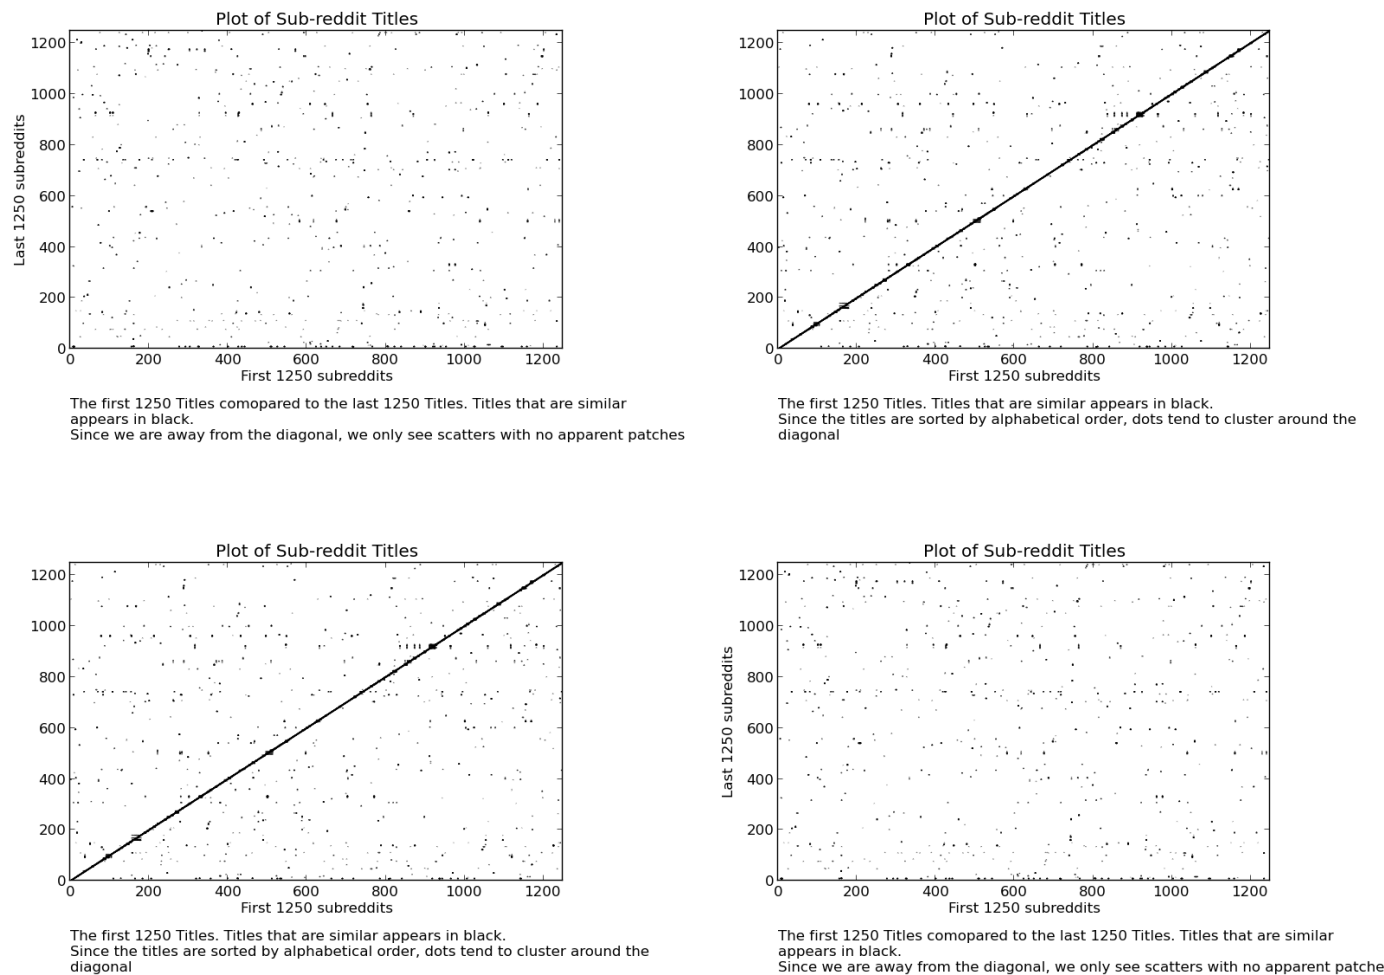 Plot of Sub-reddit Titles
1200
1000
800
600
400
200
0
Last 1250 subreddits
0 200 400 600 800 1000 1200
First 1250 subreddits
The first 1250 Titles comopared to the last 1250 Titles. Titles that are similar
appears in black.
Since we are away from the diagonal, we only see scatters with no apparent patches
Plot of Sub-reddit Titles
1200
1000
800
600
400
200
0
0 200 400 600 800 1000 1200
First 1250 subreddits
The first 1250 Titles. Titles that are similar appears in black.
Since the titles are sorted by alphabetical order, dots tend to cluster around the
diagonal
Plot of Sub-reddit Titles
1200
1000
800
600
400
200
0
0 200 400 600 800 1000 1200
First 1250 subreddits
The first 1250 Titles. Titles that are similar appears in black.
Since the titles are sorted by alphabetical order, dots tend to cluster around the
diagonal
Plot of Sub-reddit Titles
1200
1000
800
600
400
200
0
Last 1250 subreddits
0 200 400 600 800 1000 1200
First 1250 subreddits
The first 1250 Titles comopared to the last 1250 Titles. Titles that are similar
appears in black.
Since we are away from the diagonal, we only see scatters with no apparent patche